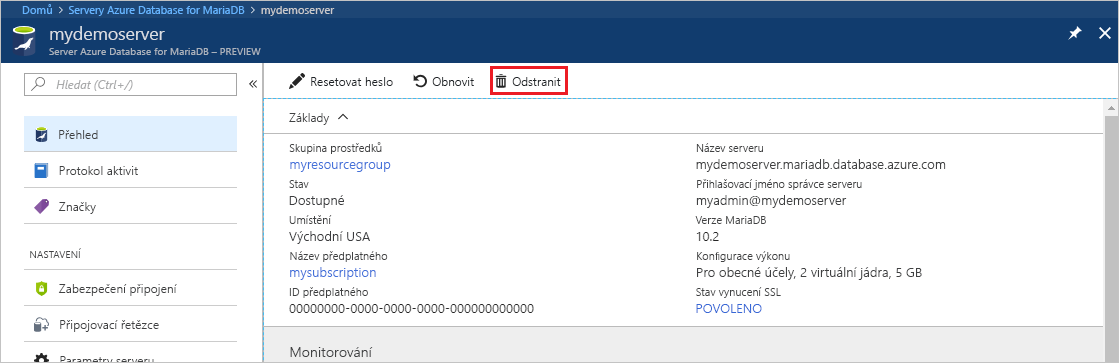 Domů > Servery Azure Database for MariaDB > mydemoserver
mydemoserver
Server Azure Database for MariaDB – PREVIEW
Hledat (Ctrl+/)
Přehled
Protokol aktivit
Značky
NASTAVENÍ
Zabezpečení připojení
Připojovací řetězce
Parametry serveru
Resetovat heslo
Obnovit
Odstranit
Základy
Skupina prostředků
myresourcegroup
Stav
Dostupné
Umístění
Východní USA
Název předplatného
mysubscription
ID předplatného
00000000-0000-0000-0000-000000000000
Název serveru
mydemoserver.mariadb.database.azure.com
Přihlašovací jméno správce serveru
myadmin@mydemoserver
Verze MariaDB
10.2
Konfigurace výkonu
Pro obecné účely, 2 virtuální jádra, 5 GB
Stav vynucení SSL
POVOLENO
Monitorování